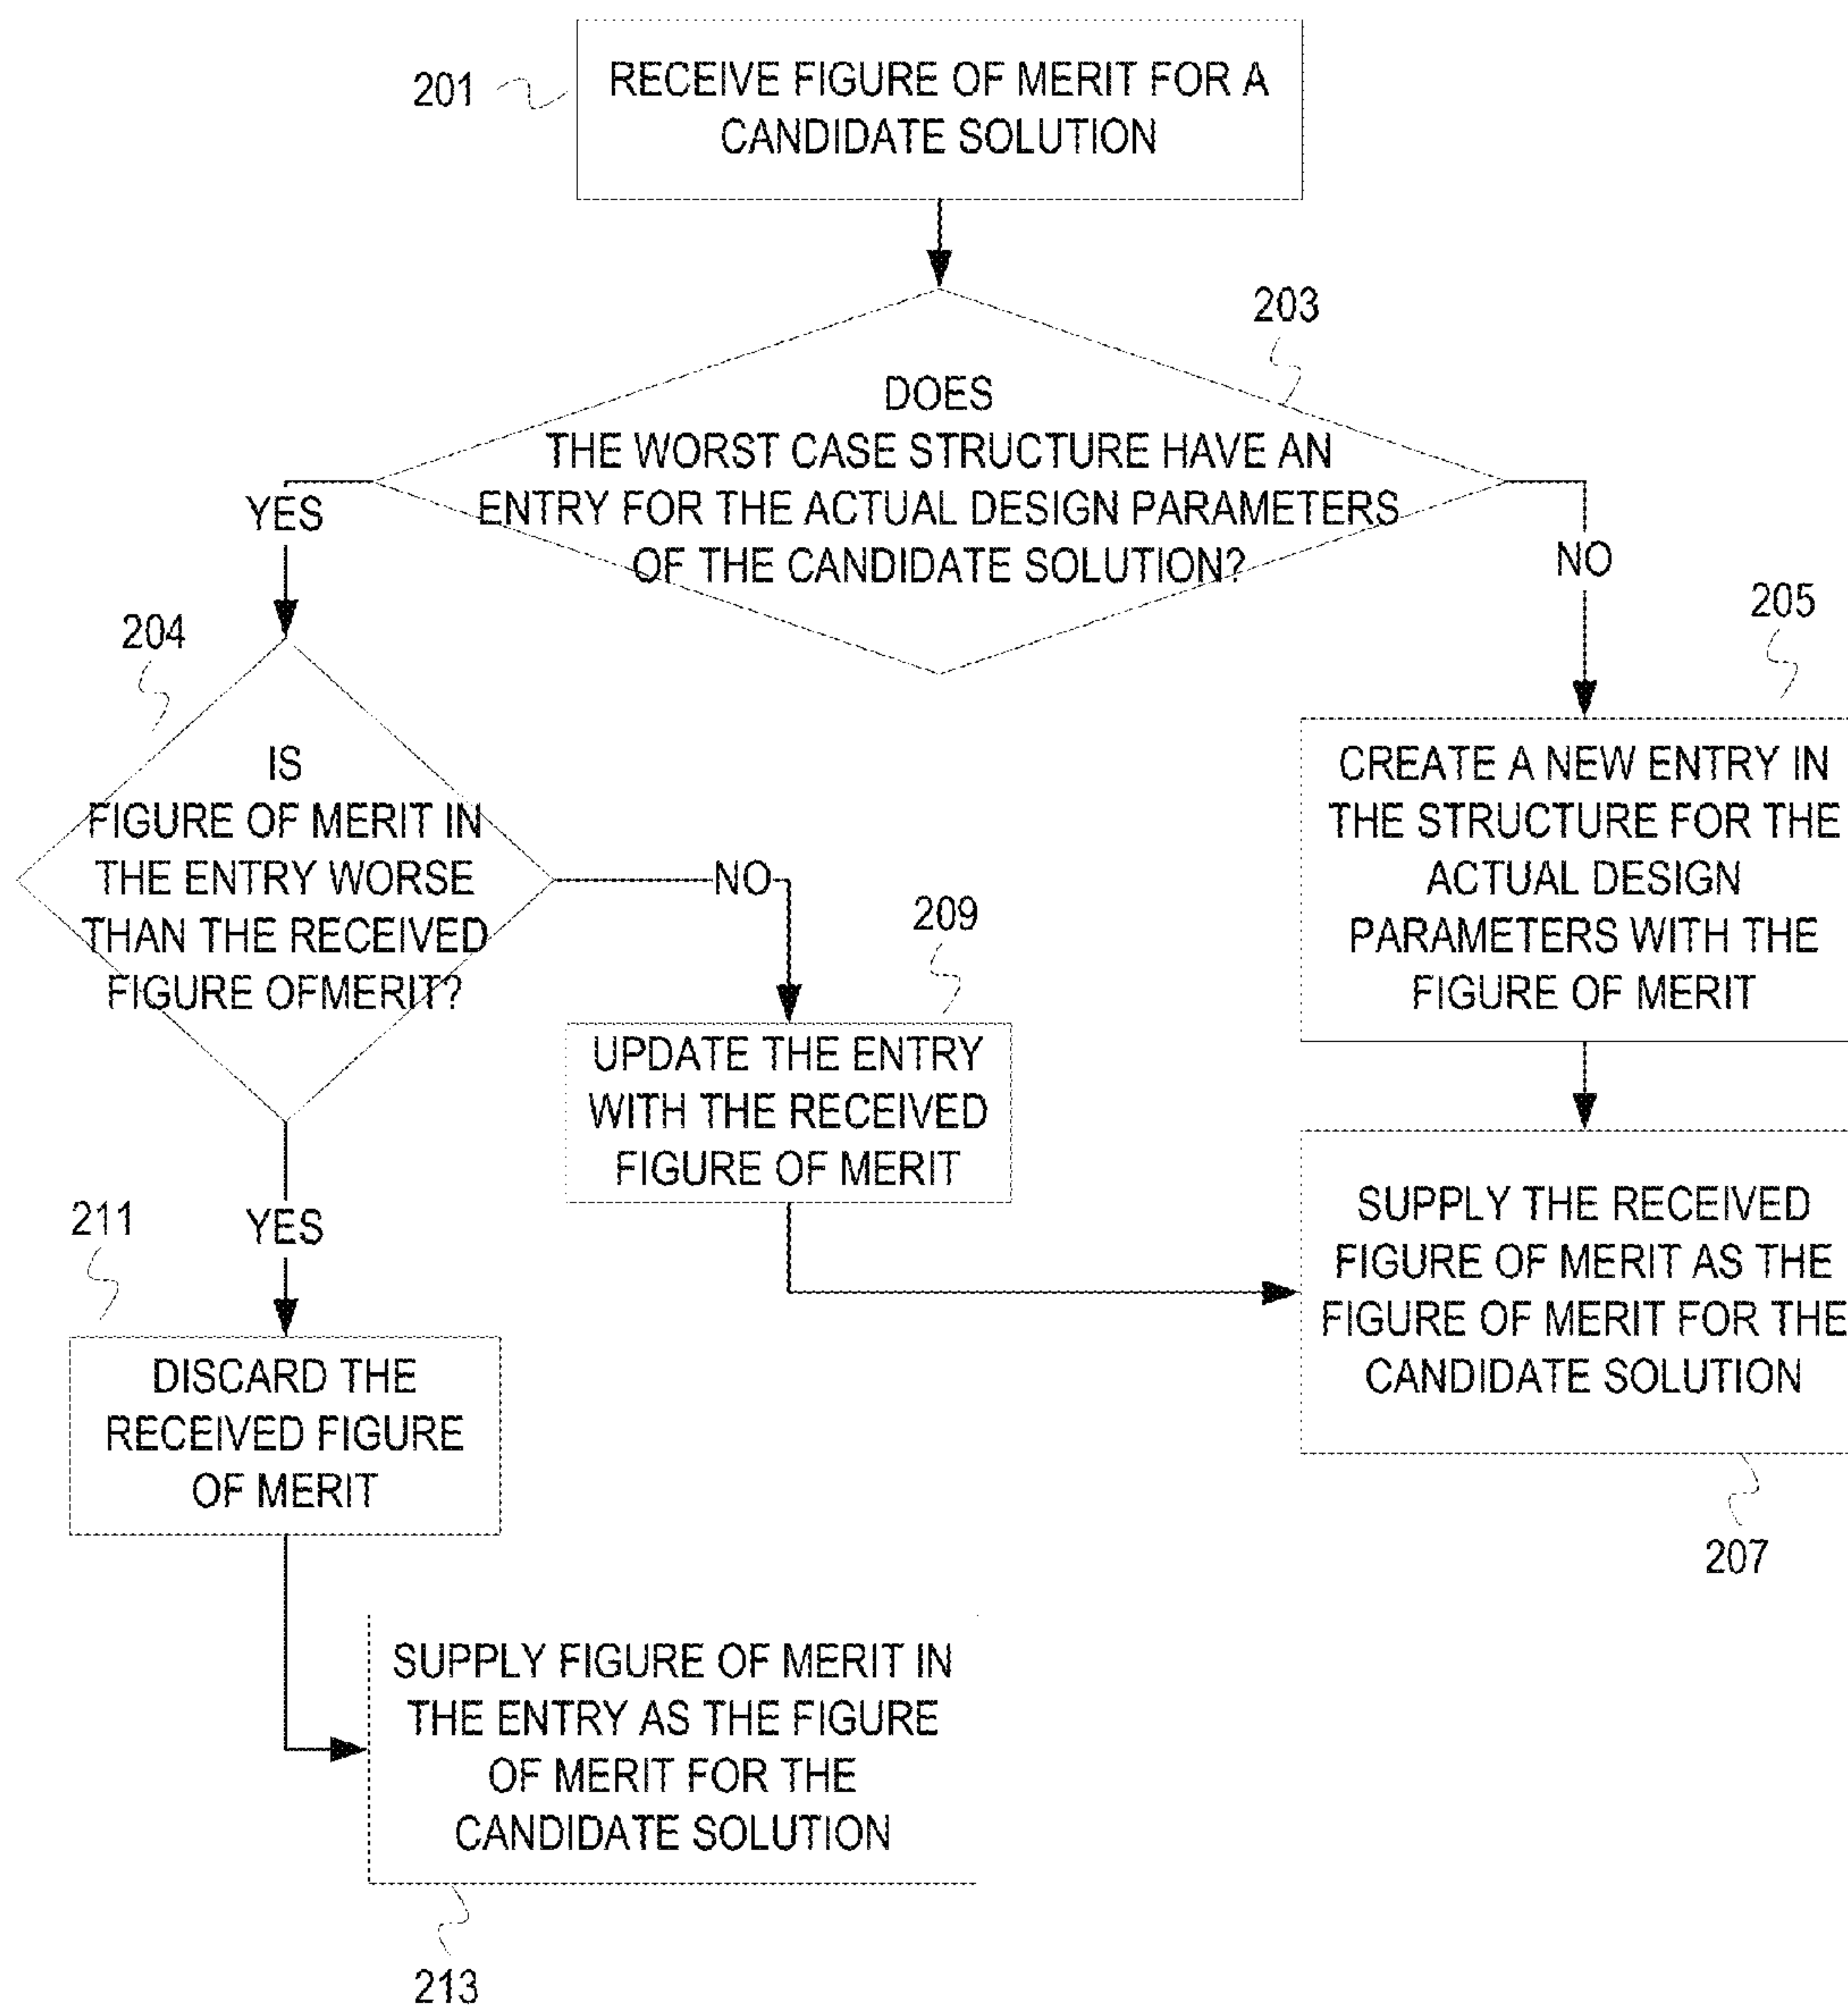 201
RECEIVE FIGURE OF MERIT FOR A
CANDIDATE SOLUTION
203
DOES
THE WORST CASE STRUCTURE HAVE AN
ENTRY FOR THE ACTUAL DESIGN PARAMETERS
OF THE CANDIDATE SOLUTION?
YES
NO
204
IS
FIGURE OF MERIT IN
THE ENTRY WORSE
THAN THE RECEIVED
FIGURE OFMERIT?
NO
YES
205
CREATE A NEW ENTRY IN
THE STRUCTURE FOR THE
ACTUAL DESIGN
PARAMETERS WITH THE
FIGURE OF MERIT
209
UPDATE THE ENTRY
WITH THE RECEIVED
FIGURE OF MERIT
SUPPLY THE RECEIVED
FIGURE OF MERIT AS THE
FIGURE OF MERIT FOR THE
CANDIDATE SOLUTION
207
211
DISCARD THE
RECEIVED FIGURE
OF MERIT
SUPPLY FIGURE OF MERIT IN
THE ENTRY AS THE FIGURE
OF MERIT FOR THE
CANDIDATE SOLUTION
213